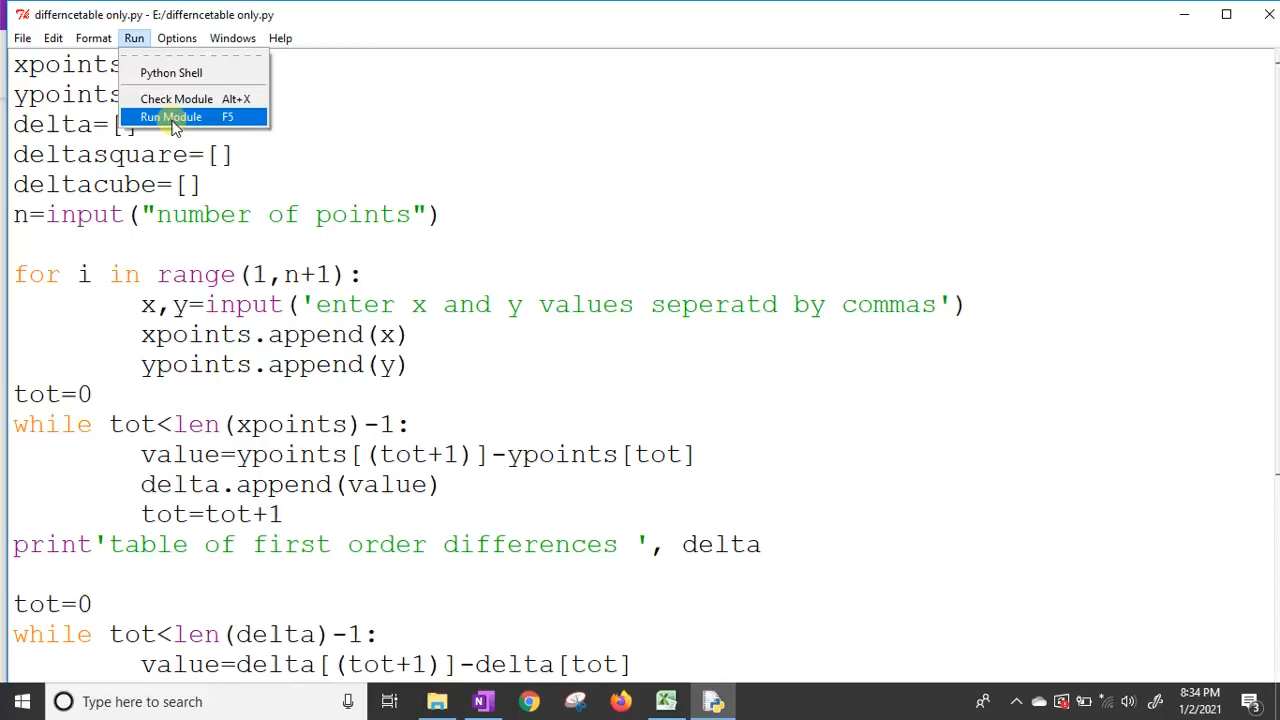 differncetable only.py - E:/differncetable only.py
File Edit Format Run Options Windows Help
xpoints
Python Shell
ypoints
Check Module Alt+X
Run Module F5
delta=[]
deltasquare=[]
deltacube=[]
n=input("number of points")
for i in range(1,n+1):
x,y=input('enter x and y values seperatd by commas')
xpoints.append(x)
ypoints.append(y)
tot=0
while tot<len(xpoints)-1:
value=ypoints[(tot+1)]-ypoints[tot]
delta.append(value)
tot=tot+1
print'table of first order differences ', delta
tot=0
while tot<len(delta)-1:
value=delta[(tot+1)]-delta[tot]
Type here to search
8:34 PM
1/2/2021
3